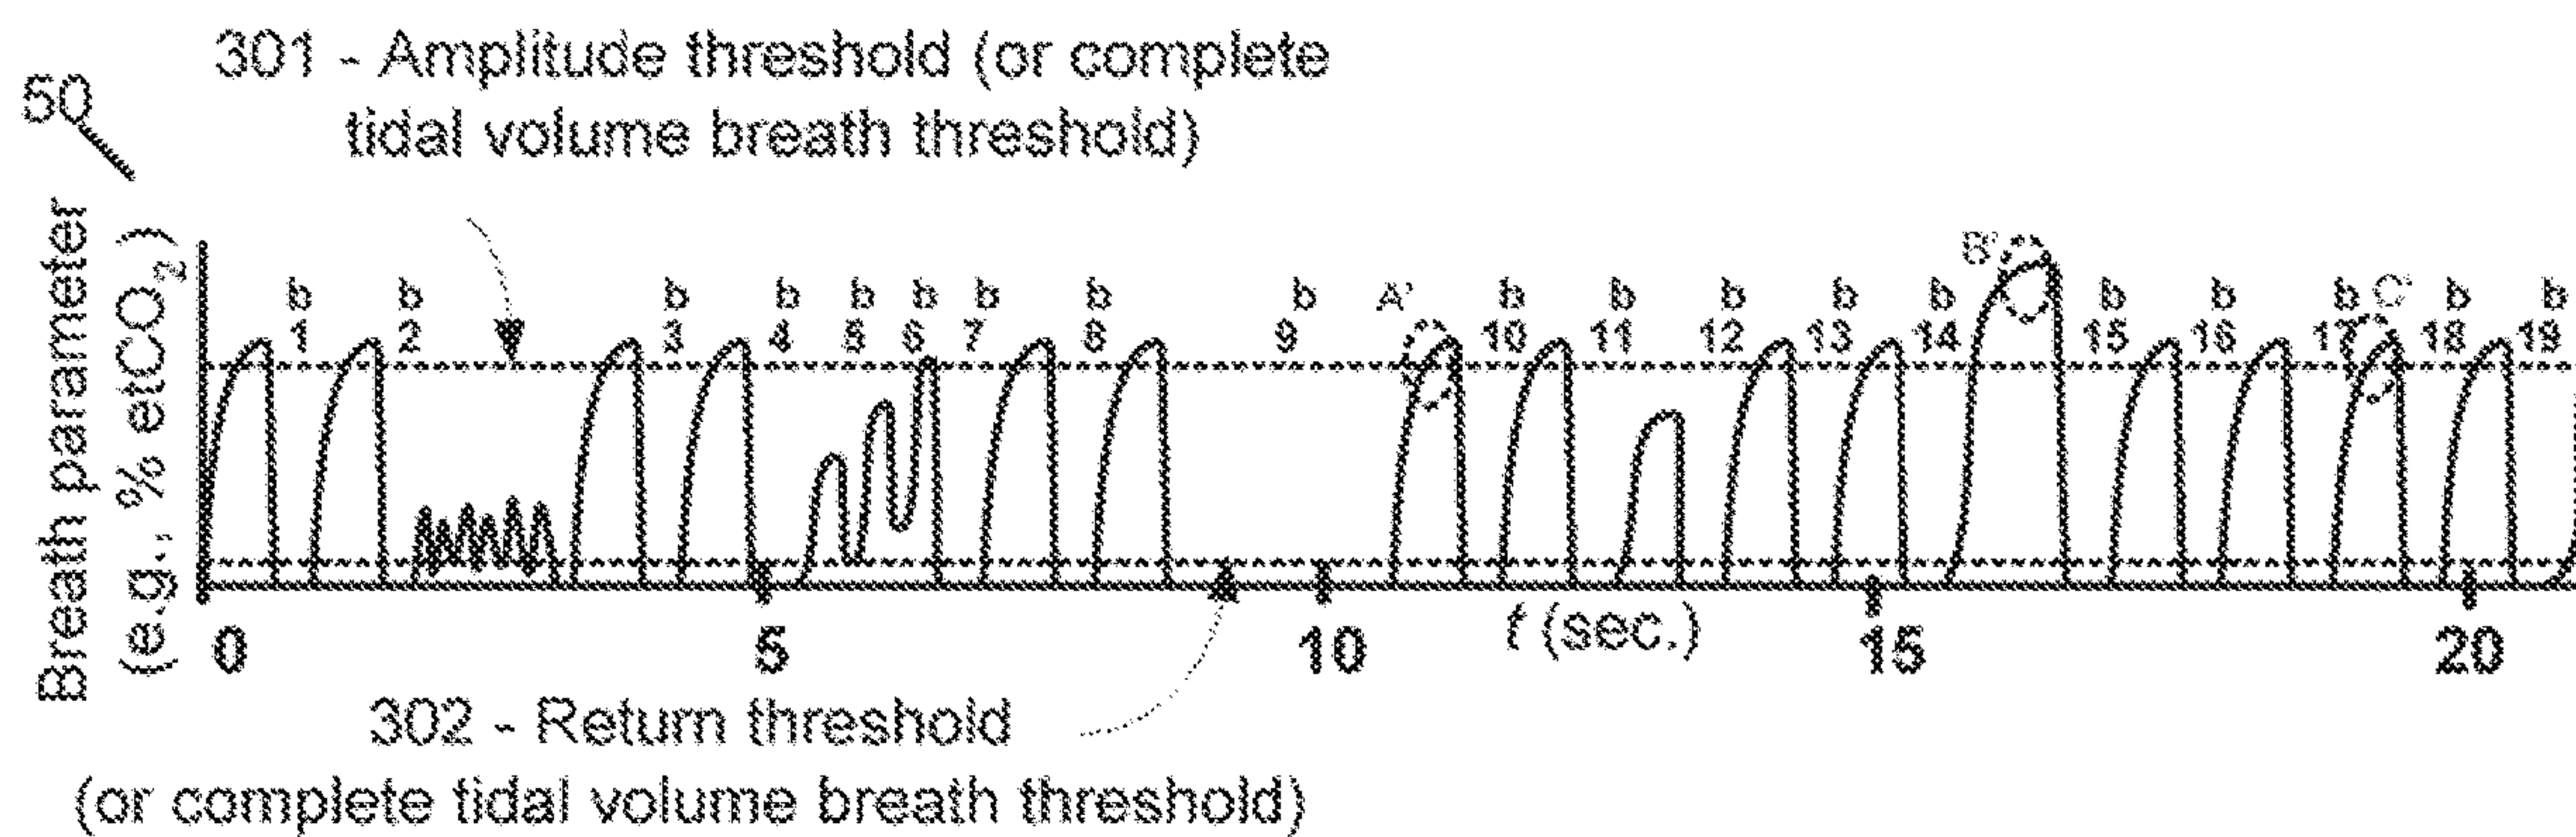 301 - Amplitude threshold (or complete
tidal volume breath threshold)
50
Breath parameter
(e.g., % etCO₂)
b b b b b b b b b A' b b b b b B' b b b C' b b
1 2 3 4 5 6 7 8 9 10 11 12 13 14 15 16 17 18 19
0 5 10 t (sec.) 15 20
302 - Return threshold
(or complete tidal volume breath threshold)